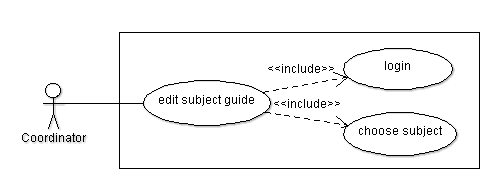 <<include>>
login
edit subject guide
<<include>>
choose subject
Coordinator